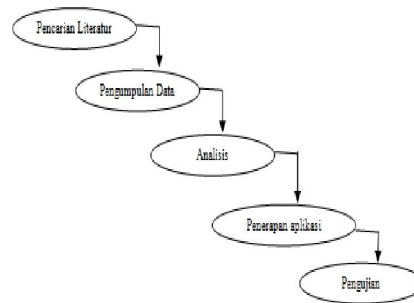 Pencarian Literatur
Pengumpulan Data
Analisis
Penerapan aplikasi
Pengujian